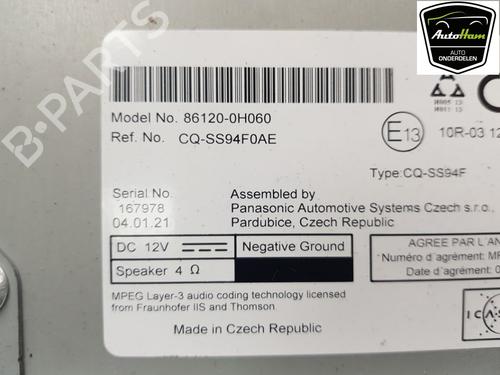 AutoHam
AUTO
ONDERDELEN
B-Parts
Model No. 86120-0H060
Ref. No. CQ-SS94F0AE
E13
10R-03 12
Type:CQ-SS94F
Serial No.
167978
04.01.21
Assembled by
Panasonic Automotive Systems Czech s.r.o.,
Pardubice, Czech Republic
DC 12V
Negative Ground
Speaker 4 Ω
AGREE PAR L'AN
Numéro d'agrément: MR
Date d'agrément: 0
MPEG Layer-3 audio coding technology licensed
from Fraunhofer IIS and Thomson.
Made in Czech Republic
ICAS